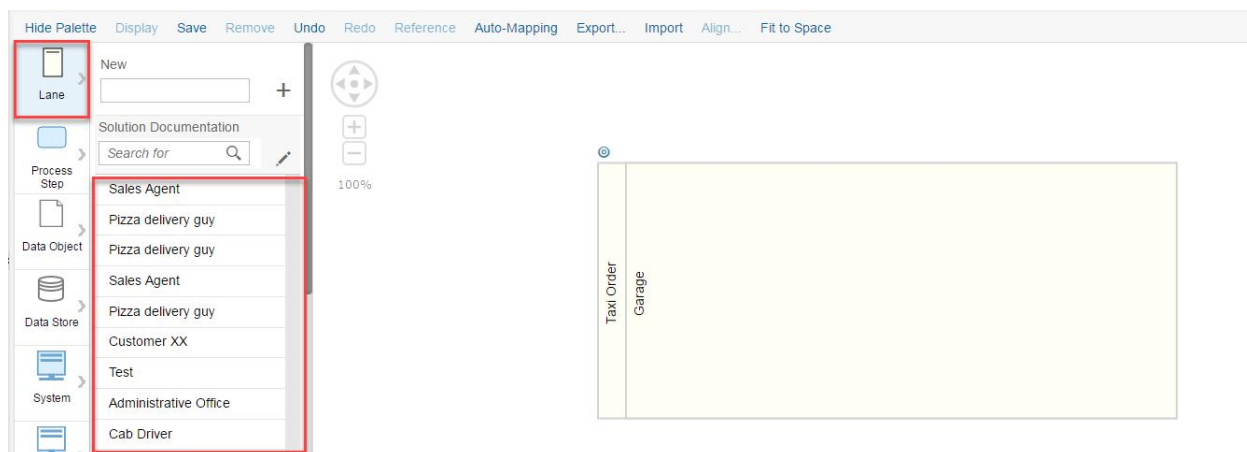 Hide Palette Display Save Remove Undo Redo Reference Auto-Mapping Export... Import Align... Fit to Space
Lane
Process
Step
Data Object
Data Store
System
New
+
Solution Documentation
Search for
Sales Agent
Pizza delivery guy
Pizza delivery guy
Sales Agent
Pizza delivery guy
Customer XX
Test
Administrative Office
Cab Driver
100%
Taxi Order
Garage